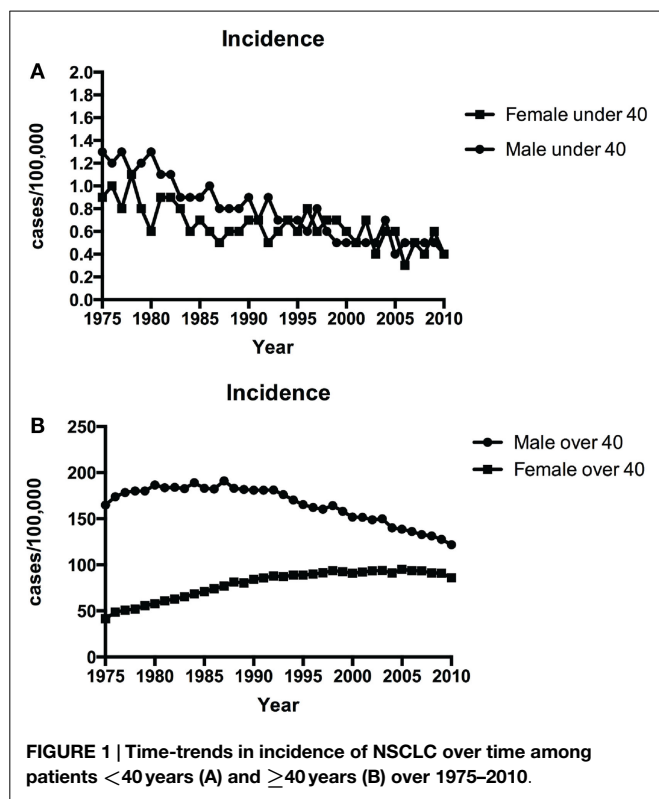 Incidence
A
2.0
1.8
1.6
1.4
1.2
1.0
0.8
0.6
0.4
0.2
0.0
cases/100,000
1975 1980 1985 1990 1995 2000 2005 2010
Year
Female under 40
Male under 40
Incidence
B
250
200
150
100
50
0
cases/100,000
1975 1980 1985 1990 1995 2000 2005 2010
Year
Male over 40
Female over 40
FIGURE 1 | Time-trends in incidence of NSCLC over time among
patients <40 years (A) and ≥40 years (B) over 1975–2010.